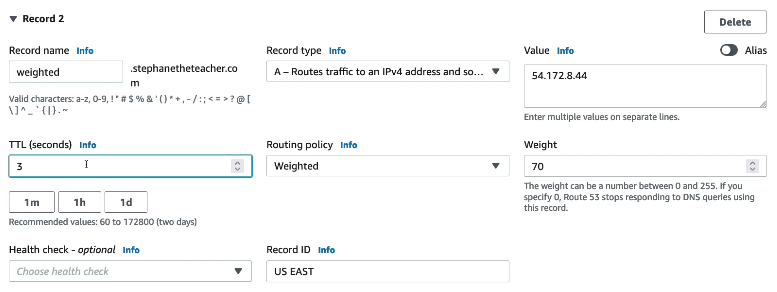 ▼ Record 2
Delete
Record name Info
weighted
.stephanetheteacher.co
m
Valid characters: a-z, 0-9, ! " # $ % & ' ( ) * + , - / : ; < = > ? @ [
\ ] ^ _ ` { | } . ~
Record type Info
A – Routes traffic to an IPv4 address and so...
Value Info
Alias
54.172.8.44
Enter multiple values on separate lines.
TTL (seconds) Info
3
1m 1h 1d
Recommended values: 60 to 172800 (two days)
Routing policy Info
Weighted
Weight
70
The weight can be a number between 0 and 255. If you
specify 0, Route 53 stops responding to DNS queries using
this record.
Health check - optional Info
Choose health check
Record ID Info
US EAST